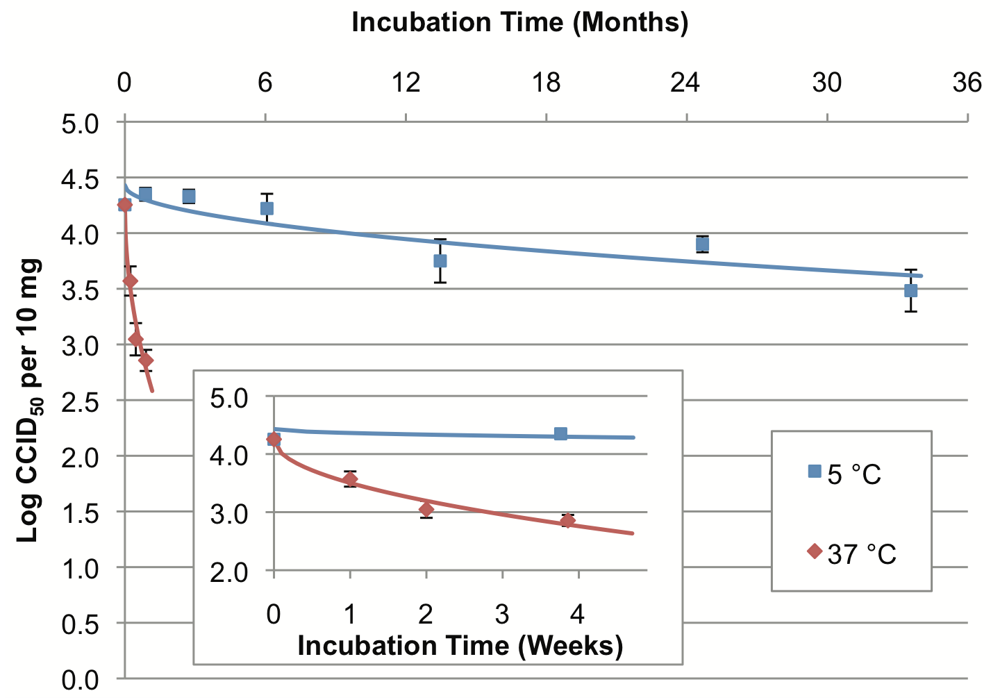 Incubation Time (Months)
0 6 12 18 24 30 36
5.0
4.5
4.0
3.5
3.0
2.5
2.0
1.5
1.0
0.5
0.0
Log CCID50 per 10 mg
5.0
4.0
3.0
2.0
0 1 2 3 4
Incubation Time (Weeks)
5 °C
37 °C